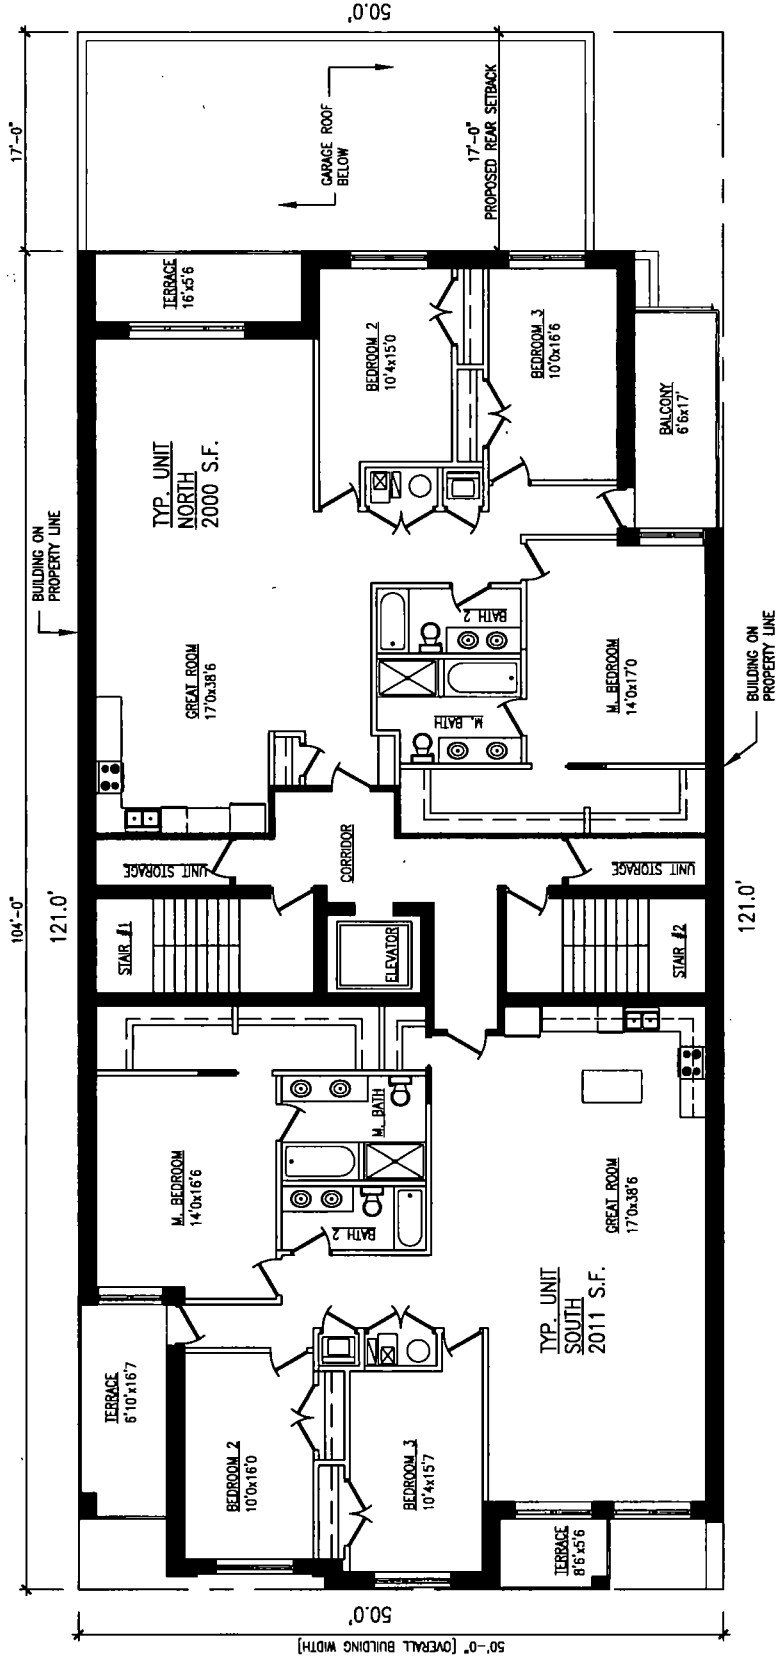 50.0'
17'-0"
104'-0"
121.0'
GARAGE ROOF
BELOW
17'-0"
PROPOSED REAR SETBACK
TERRACE
16'x5'6
BEDROOM 2
10'4x15'0
BEDROOM 3
10'0x16'6
BALCONY
6'6x17'
TYP. UNIT
NORTH
2000 S.F.
BUILDING ON
PROPERTY LINE
GREAT ROOM
17'0x38'6
BATH 2
M. BATH
M. BEDROOM
14'0x17'0
BUILDING ON
PROPERTY LINE
UNIT STORAGE
CORRIDOR
UNIT STORAGE
STAIR #1
ELEVATOR
STAIR #2
121.0'
M. BEDROOM
14'0x16'6
M. BATH
BATH 2
GREAT ROOM
17'0x38'6
TYP. UNIT
SOUTH
2011 S.F.
TERRACE
6'10x16'7
BEDROOM 2
10'0x16'0
BEDROOM 3
10'4x15'7
TERRACE
8'6x5'6
50.0'
50'-0" [OVERALL BUILDING WIDTH]